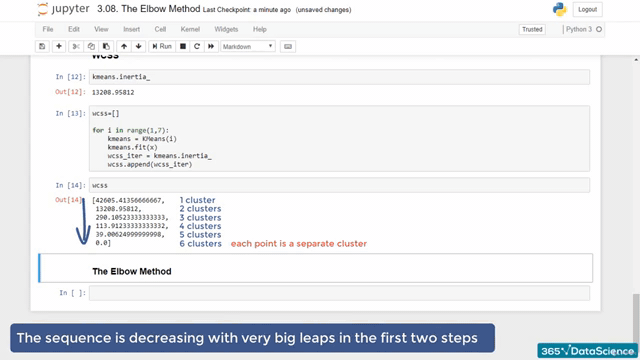 jupyter 3.08. The Elbow Method Last Checkpoint: a minute ago (unsaved changes)
Logout
File Edit View Insert Cell Kernel Widgets Help
Trusted
Python 3
Run
Markdown
WCSS
In [12]: kmeans.inertia_
Out[12]: 13208.95812
In [13]: wcss=[]
for i in range(1,7):
kmeans = KMeans(i)
kmeans.fit(x)
wcss_iter = kmeans.inertia_
wcss.append(wcss_iter)
In [14]: wcss
Out[14]: [42605.41356666667, 1 cluster
13208.95812, 2 clusters
290.10523333333333, 3 clusters
113.91233333333332, 4 clusters
39.00624999999998, 5 clusters
0.0] 6 clusters each point is a separate cluster
The Elbow Method
In [ ]:
The sequence is decreasing with very big leaps in the first two steps
365 DataScience